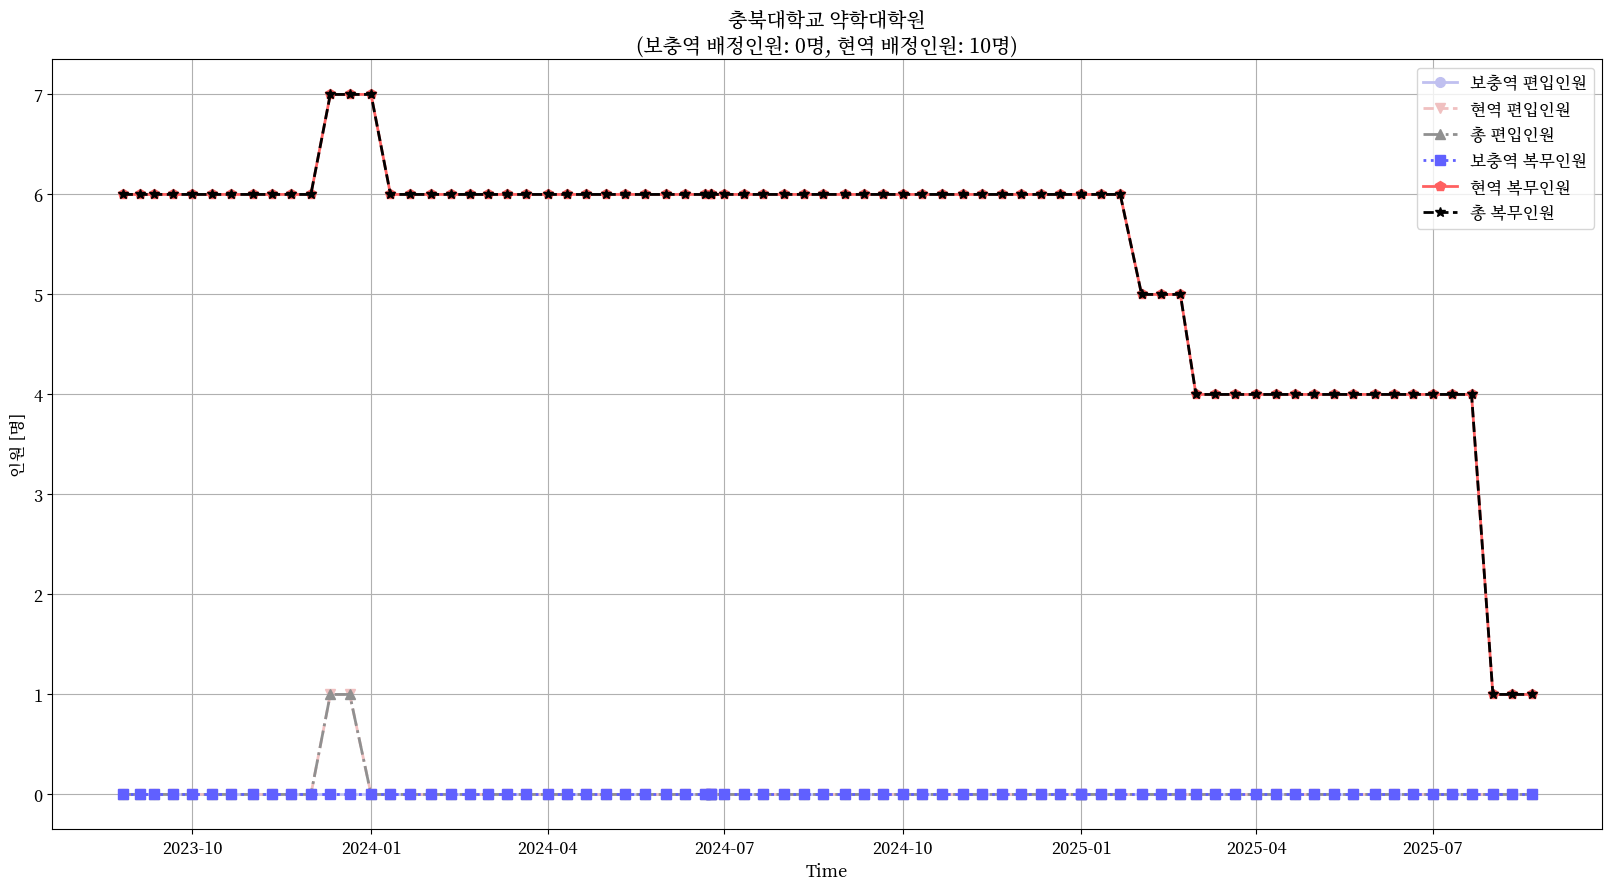 충북대학교 약학대학원
(보충역 배정인원: 0명, 현역 배정인원: 10명)
보충역 편입인원
현역 편입인원
총 편입인원
보충역 복무인원
현역 복무인원
총 복무인원
인원 [명]
7
6
5
4
3
2
1
0
2023-10
2024-01
2024-04
2024-07
2024-10
2025-01
2025-04
2025-07
Time